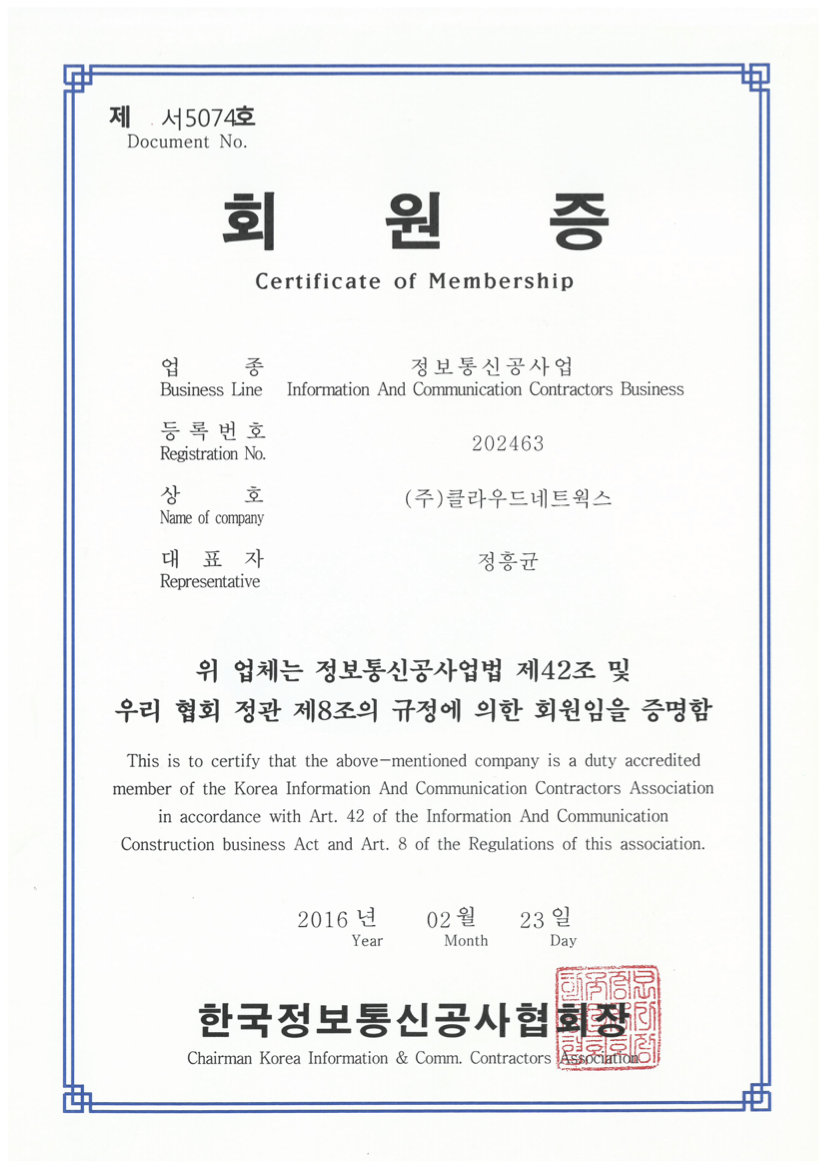 제 서5074호
Document No.
회 원 증
Certificate of Membership
업 종 정보통신공사업
Business Line Information And Communication Contractors Business
등록번호
Registration No. 202463
상 호 (주)클라우드네트웍스
Name of company
대 표 자 정흥균
Representative
위 업체는 정보통신공사업법 제42조 및
우리 협회 정관 제8조의 규정에 의한 회원임을 증명함
This is to certify that the above-mentioned company is a duty accredited
member of the Korea Information And Communication Contractors Association
in accordance with Art. 42 of the Information And Communication
Construction business Act and Art. 8 of the Regulations of this association.
2016 년 02 월 23 일
Year Month Day
한국정보통신공사협회장
Chairman Korea Information & Comm. Contractors Association